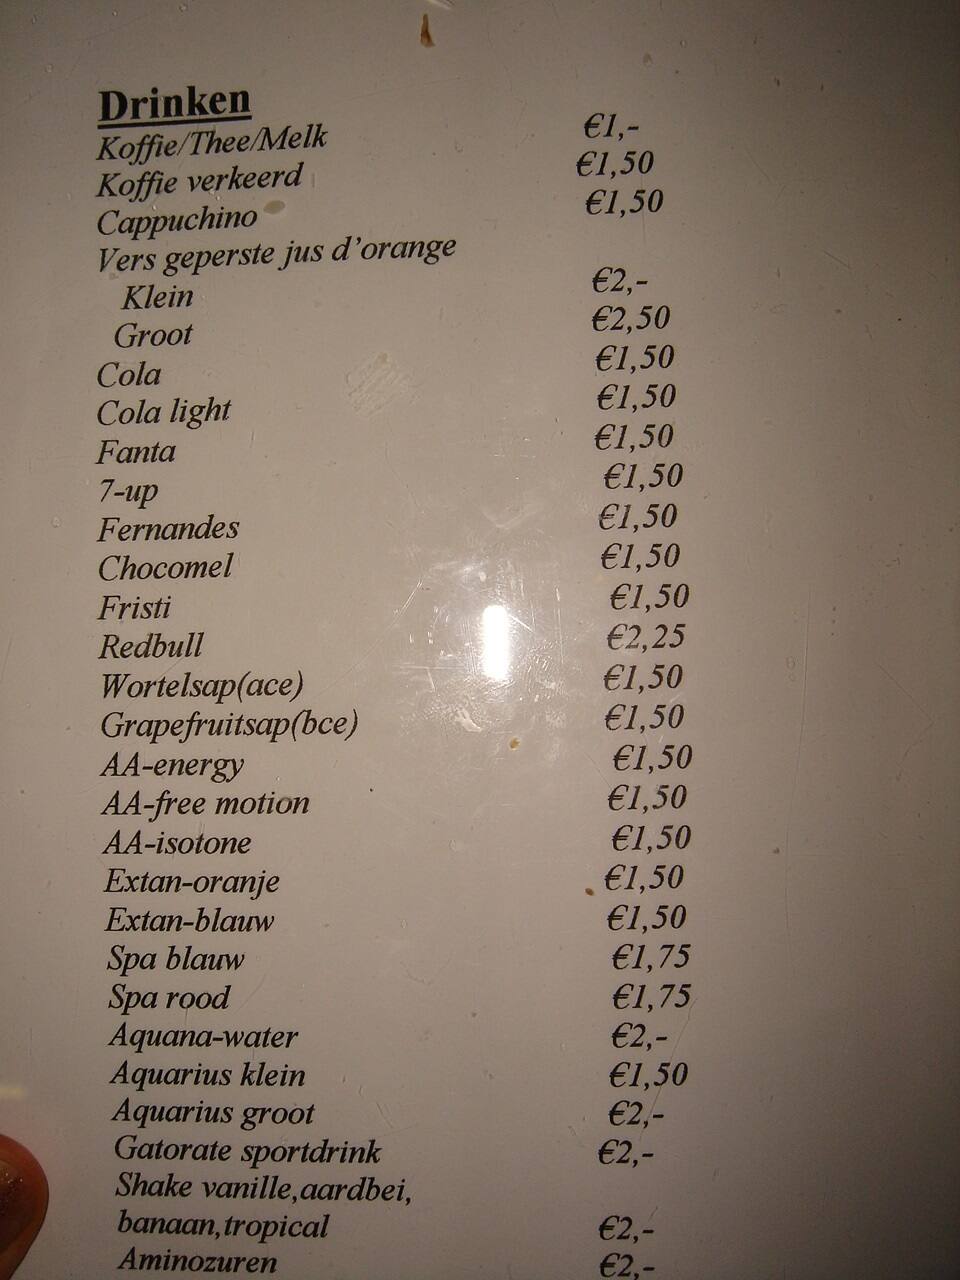 Drinken
Koffie/Thee/Melk €1,-
Koffie verkeerd €1,50
Cappuchino €1,50
Vers geperste jus d'orange
Klein €2,-
Groot €2,50
Cola €1,50
Cola light €1,50
Fanta €1,50
7-up €1,50
Fernandes €1,50
Chocomel €1,50
Fristi €1,50
Redbull €2,25
Wortelsap(ace) €1,50
Grapefruitsap(bce) €1,50
AA-energy €1,50
AA-free motion €1,50
AA-isotone €1,50
Extan-oranje €1,50
Extan-blauw €1,50
Spa blauw €1,75
Spa rood €1,75
Aquana-water €2,-
Aquarius klein €1,50
Aquarius groot €2,-
Gatorate sportdrink €2,-
Shake vanille,aardbei,
banaan,tropical €2,-
Aminozuren €2,-